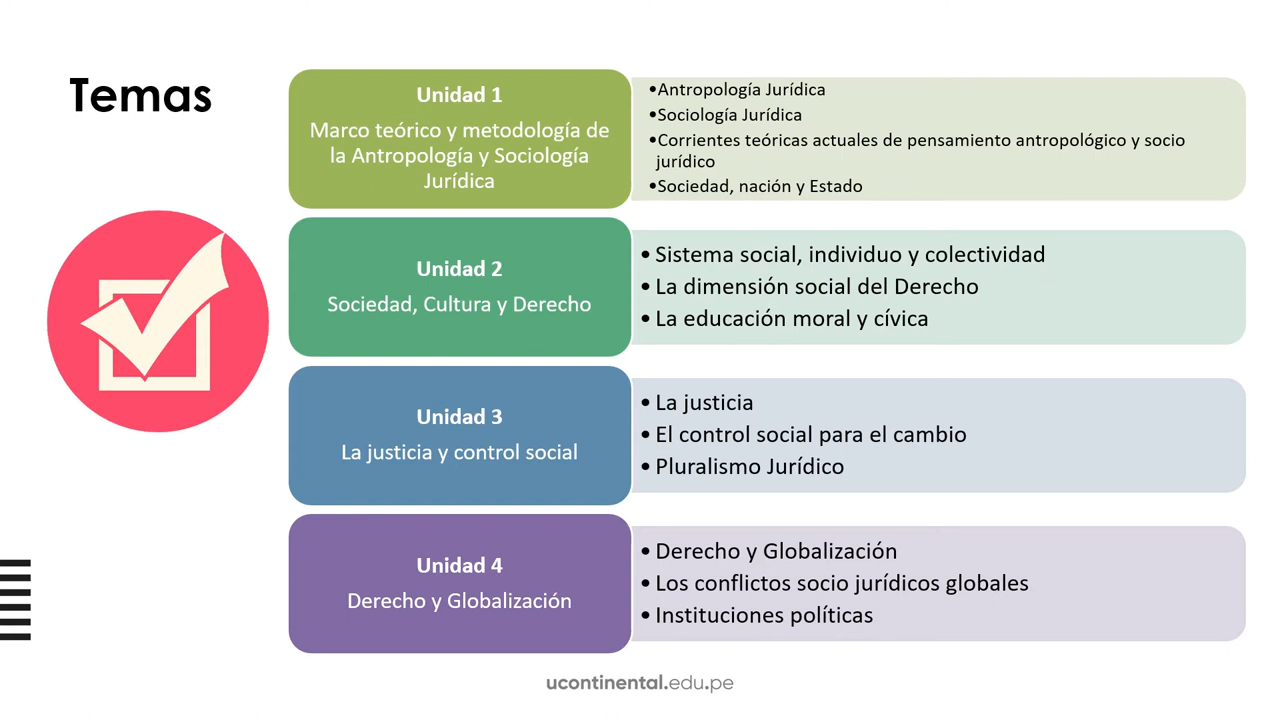 Temas
Unidad 1
Marco teórico y metodología de
la Antropología y Sociología
Jurídica
•Antropología Jurídica
•Sociología Jurídica
•Corrientes teóricas actuales de pensamiento antropológico y socio
jurídico
•Sociedad, nación y Estado
Unidad 2
Sociedad, Cultura y Derecho
• Sistema social, individuo y colectividad
• La dimensión social del Derecho
• La educación moral y cívica
Unidad 3
La justicia y control social
• La justicia
• El control social para el cambio
• Pluralismo Jurídico
Unidad 4
Derecho y Globalización
• Derecho y Globalización
• Los conflictos socio jurídicos globales
• Instituciones políticas
ucontinental.edu.pe